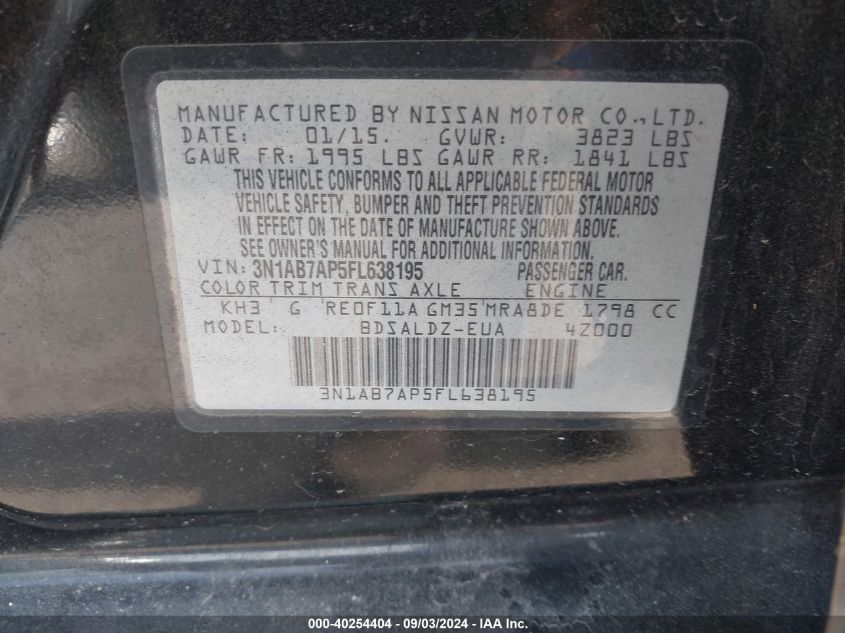 MANUFACTURED BY NISSAN MOTOR CO., LTD.
DATE: 01/15. GVWR: 3823 LBS
GAWR FR: 1995 LBS GAWR RR: 1841 LBS
THIS VEHICLE CONFORMS TO ALL APPLICABLE FEDERAL MOTOR
VEHICLE SAFETY, BUMPER AND THEFT PREVENTION STANDARDS
IN EFFECT ON THE DATE OF MANUFACTURE SHOWN ABOVE.
SEE OWNER'S MANUAL FOR ADDITIONAL INFORMATION.
VIN: 3N1AB7AP5FL638195 PASSENGER CAR.
COLOR TRIM TRANS AXLE ENGINE
KH3 G RE0F11A GM35 MRA8DE 1798 CC
MODEL: BDSALDZ-EUA 4Z000
3N1AB7AP5FL638195
000-40254404 - 09/03/2024 - IAA Inc.